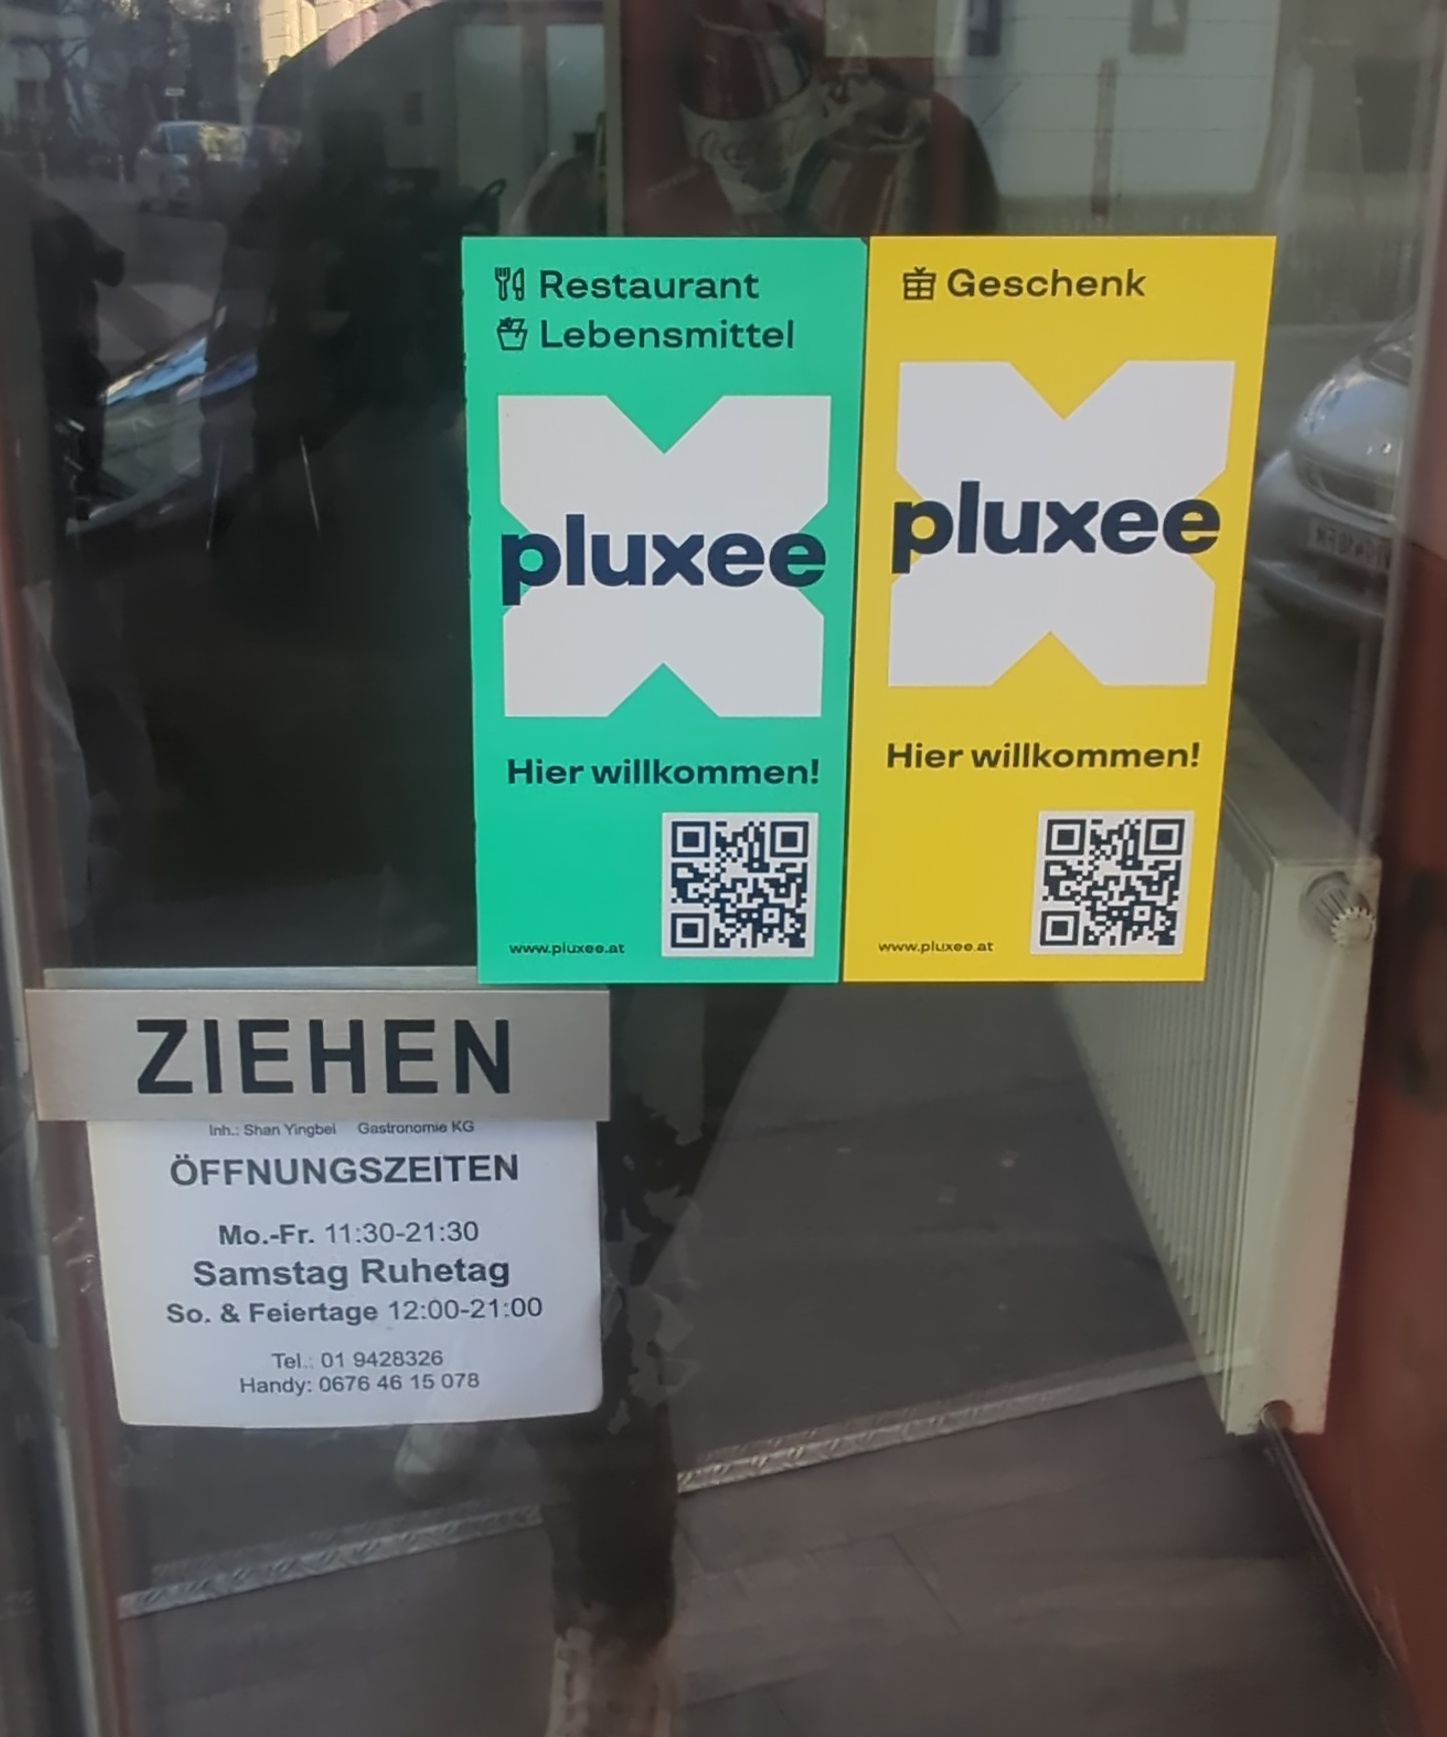 Restaurant
Lebensmittel
pluxee
Hier willkommen!
www.pluxee.at
Geschenk
pluxee
Hier willkommen!
www.pluxee.at
ZIEHEN
Inh.: Shan Yingbei Gastronomie KG
ÖFFNUNGSZEITEN
Mo.-Fr. 11:30-21:30
Samstag Ruhetag
So. & Feiertage 12:00-21:00
Tel.: 01 9428326
Handy: 0676 46 15 078